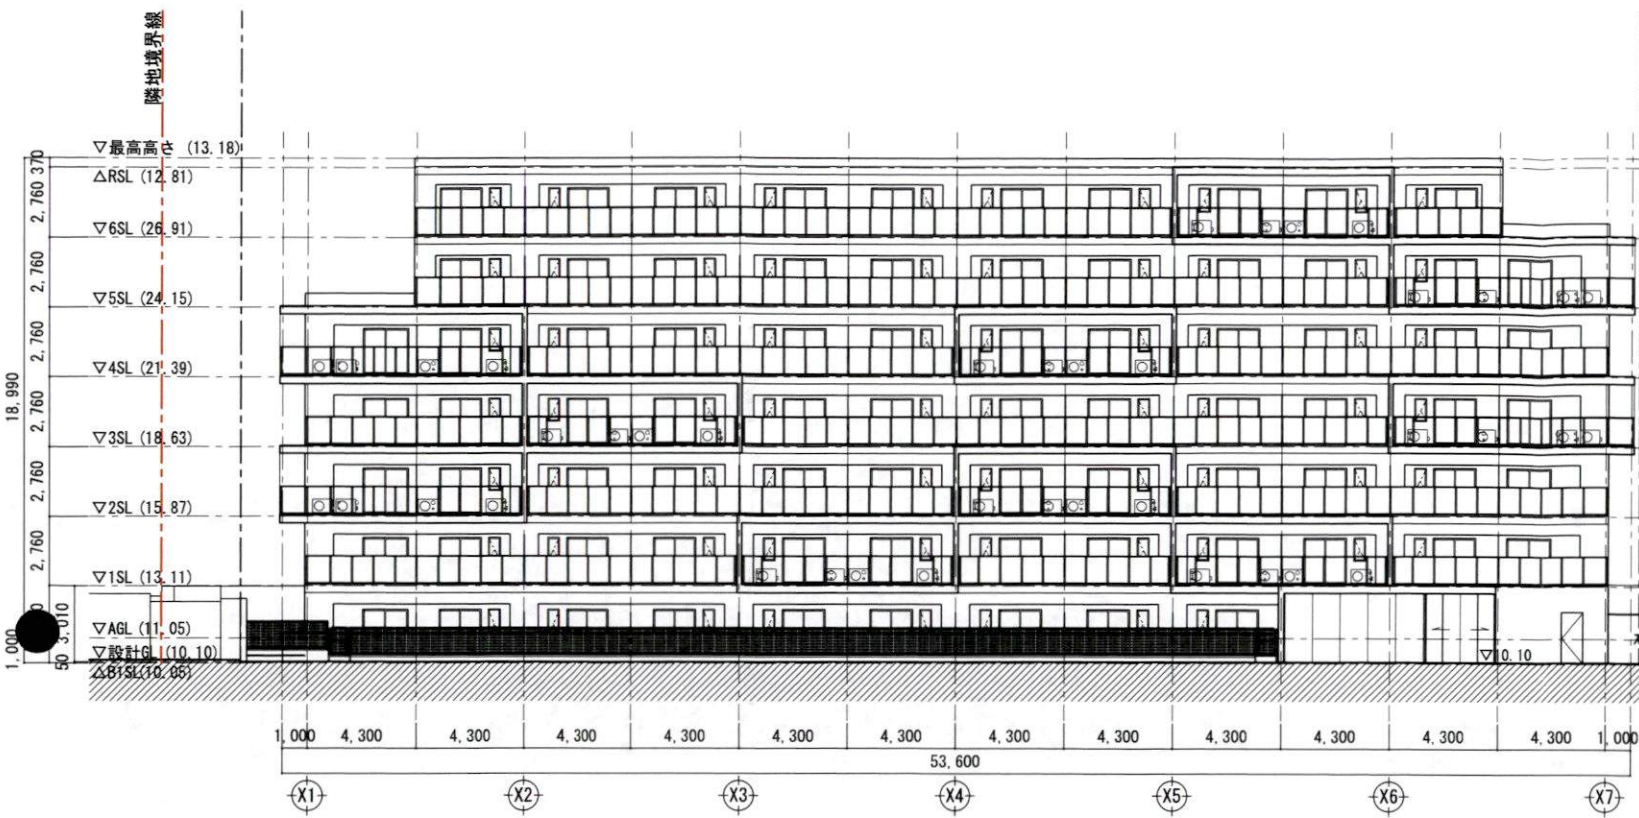 隣地境界線
▽最高高さ (13.18)
△RSL (12.81)
▽6SL (26.91)
▽5SL (24.15)
▽4SL (21.39)
▽3SL (18.63)
▽2SL (15.87)
▽1SL (13.11)
▽AGL (11.05)
▽設計GL (10.10)
△B1SL(10.05)
370
2,760
2,760
2,760
2,760
2,760
2,760
18,990
3,010
1,000
50
▽10.10
1,000 4,300 4,300 4,300 4,300 4,300 4,300 4,300 4,300 4,300 4,300 4,300 4,300 1,000
53,600
X1 X2 X3 X4 X5 X6 X7